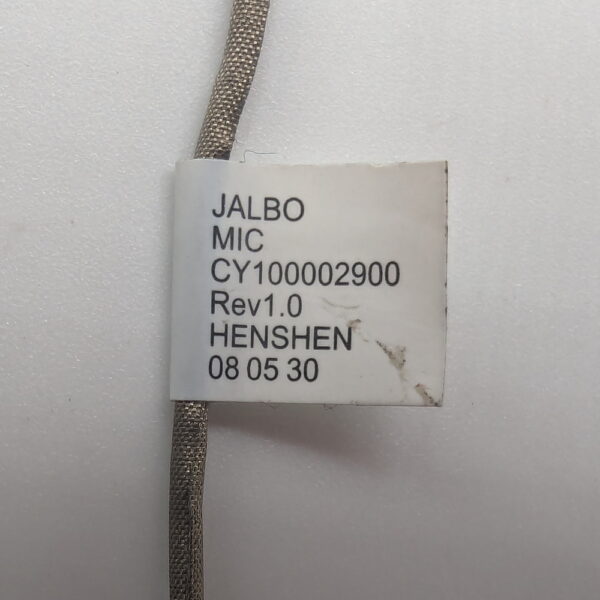 JALBO
MIC
CY100002900
Rev1.0
HENSHEN
08 05 30